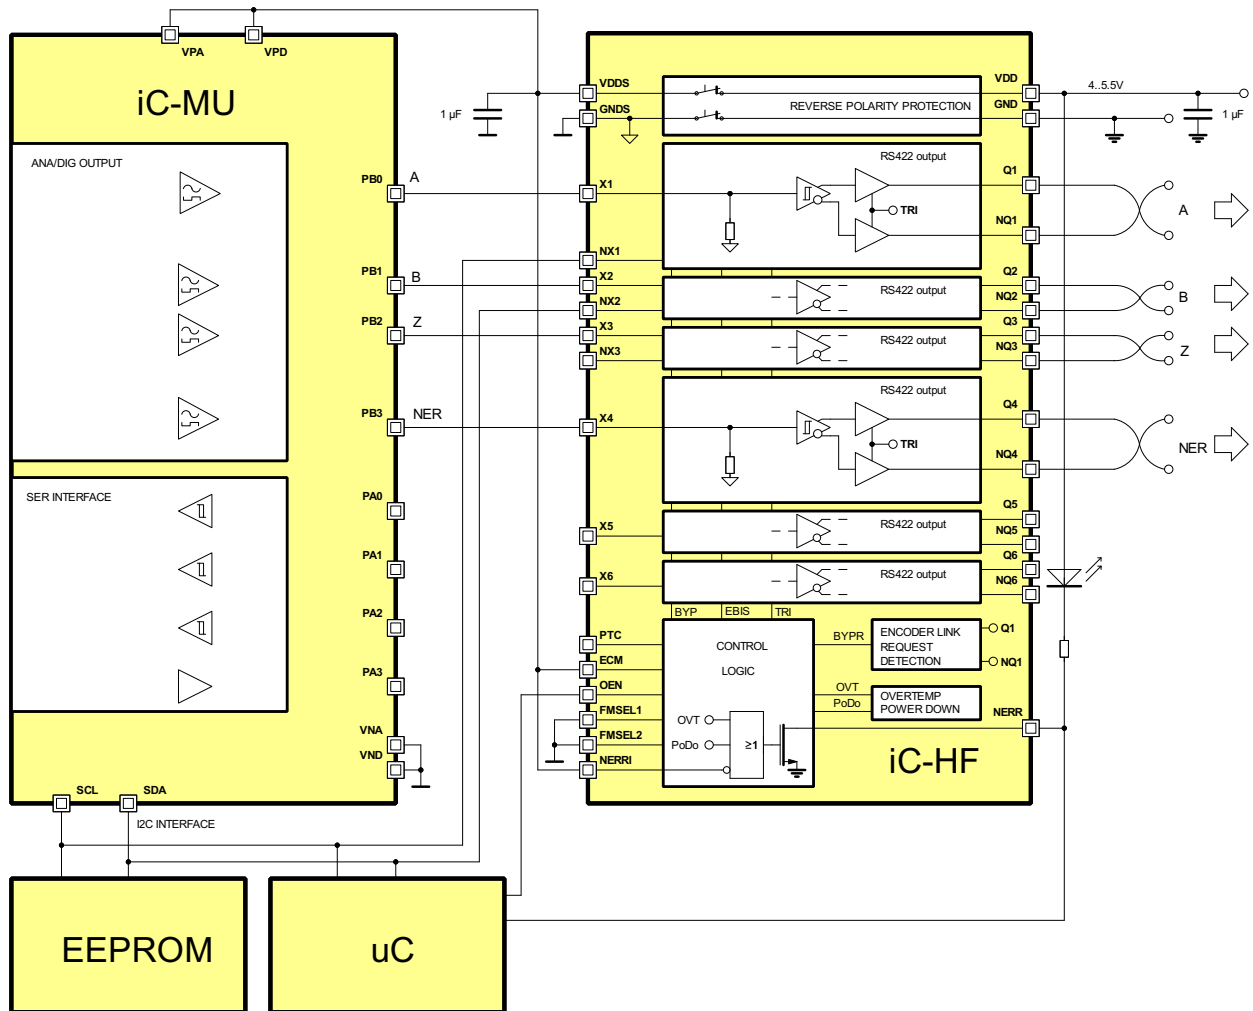 VPA
VPD
iC-MU
ANA/DIG OUTPUT
PB0
A
PB1
B
PB2
Z
PB3
NER
SER INTERFACE
PA0
PA1
PA2
PA3
VNA
VND
SCL
SDA
I2C INTERFACE
EEPROM
uC
1 µF
VDDS
GNDS
X1
NX1
X2
NX2
X3
NX3
X4
X5
X6
PTC
ECM
OEN
FMSEL1
FMSEL2
NERRI
REVERSE POLARITY PROTECTION
RS422 output
TRI
RS422 output
RS422 output
RS422 output
TRI
RS422 output
RS422 output
BYP
EBIS
TRI
CONTROL
LOGIC
OVT
PoDo
≥1
BYPR
ENCODER LINK
REQUEST
DETECTION
Q1
NQ1
OVT
PoDo
OVERTEMP
POWER DOWN
iC-HF
VDD
GND
Q1
NQ1
Q2
NQ2
Q3
NQ3
Q4
NQ4
Q5
NQ5
Q6
NQ6
NERR
4..5.5V
1 µF
A
B
Z
NER